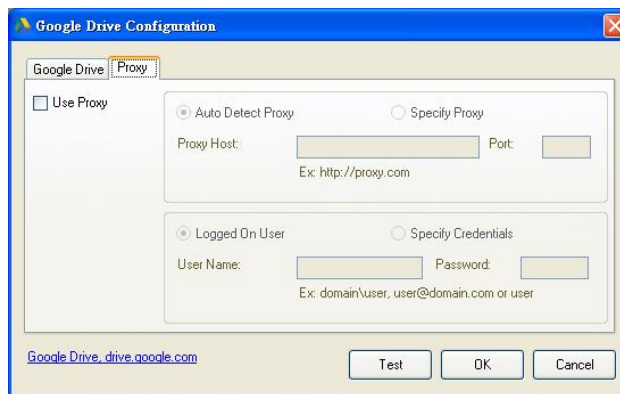 Google Drive Configuration
Google Drive Proxy
Use Proxy
Auto Detect Proxy Specify Proxy
Proxy Host: Port:
Ex: http://proxy.com
Logged On User Specify Credentials
User Name: Password:
Ex: domain\user, user@domain.com or user
Google Drive, drive.google.com
Test OK Cancel